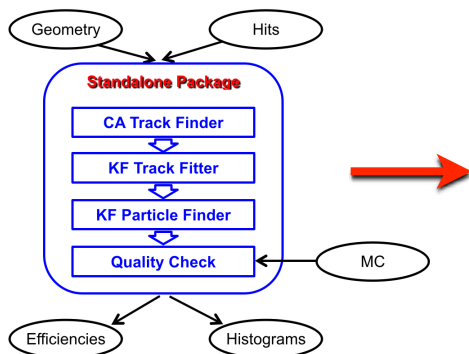 Geometry
Hits
Standalone Package
CA Track Finder
KF Track Fitter
KF Particle Finder
Quality Check
MC
Efficiencies
Histograms